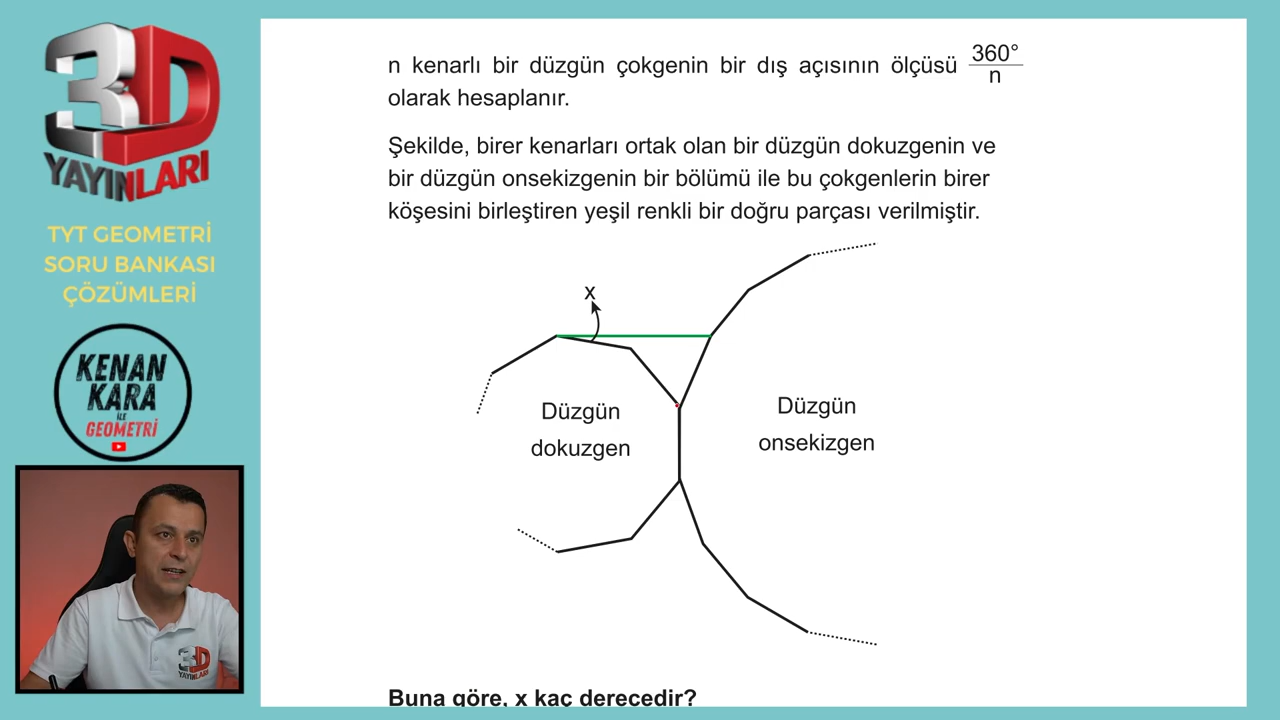 3D
YAYINLARI
TYT GEOMETRİ
SORU BANKASI
ÇÖZÜMLERİ
KENAN
KARA
İLE
GEOMETRİ
3D
YAYINLARI
n kenarlı bir düzgün çokgenin bir dış açısının ölçüsü 360°/n
olarak hesaplanır.
Şekilde, birer kenarları ortak olan bir düzgün dokuzgenin ve
bir düzgün onsekizgenin bir bölümü ile bu çokgenlerin birer
köşesini birleştiren yeşil renkli bir doğru parçası verilmiştir.
x
Düzgün
dokuzgen
Düzgün
onsekizgen
Buna göre, x kaç derecedir?